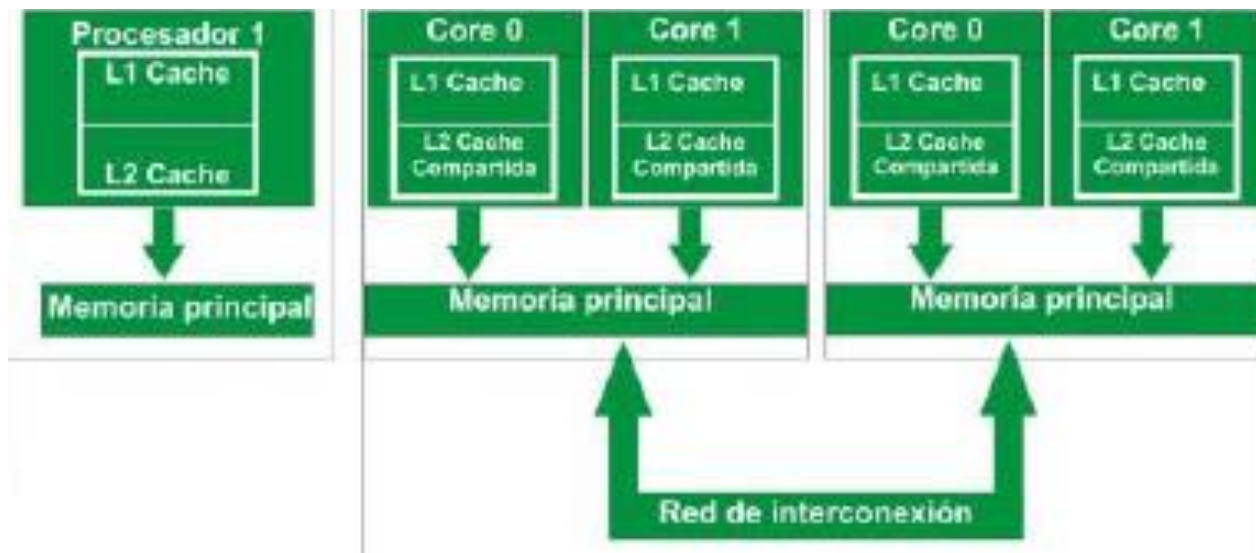 Procesador 1
L1 Cache
L2 Cache
Memoria principal
Core 0
L1 Cache
L2 Cache
Compartida
Core 1
L1 Cache
L2 Cache
Compartida
Memoria principal
Core 0
L1 Cache
L2 Cache
Compartida
Core 1
L1 Cache
L2 Cache
Compartida
Memoria principal
Red de interconexión